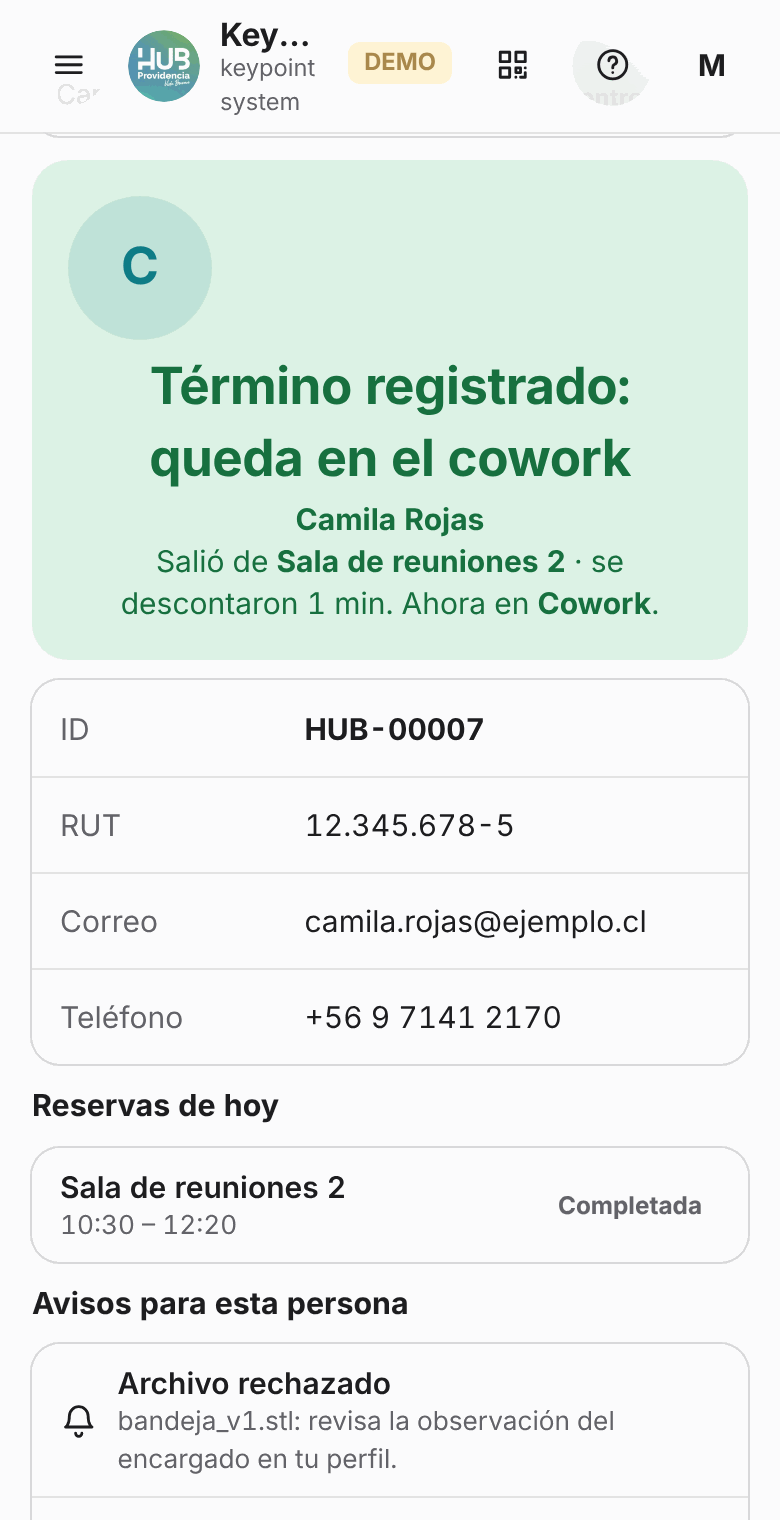 Key...
keypoint
system
HUB
Providencia
DEMO
M
Car
C
Término registrado:
queda en el cowork
Camila Rojas
Salió de Sala de reuniones 2 · se
descontaron 1 min. Ahora en Cowork.
ID HUB-00007
RUT 12.345.678-5
Correo camila.rojas@ejemplo.cl
Teléfono +56 9 7141 2170
Reservas de hoy
Sala de reuniones 2
10:30 – 12:20
Completada
Avisos para esta persona
Archivo rechazado
bandeja_v1.stl: revisa la observación del
encargado en tu perfil.